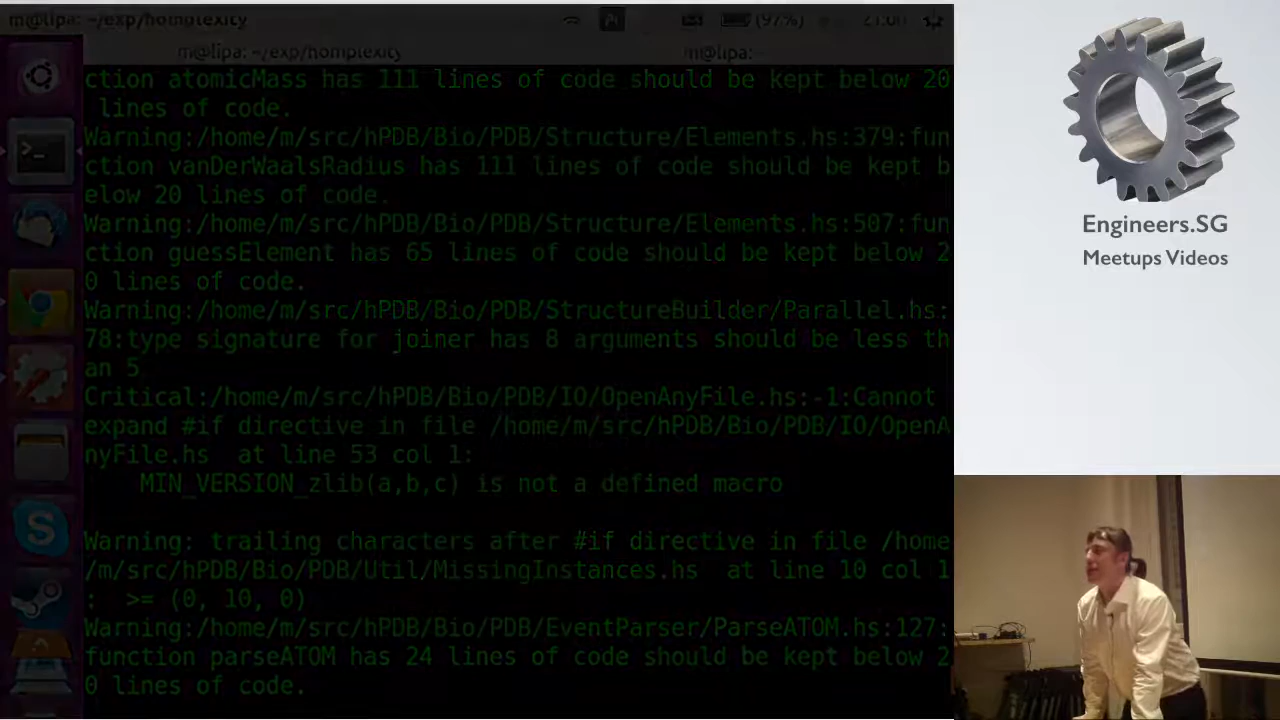 m@lipa: ~/exp/homplexity
(97%)
21:00
m@lipa: ~/exp/homplexity
m@lipa: ~
ction atomicMass has 111 lines of code should be kept below 20
lines of code.
Warning:/home/m/src/hPDB/Bio/PDB/Structure/Elements.hs:379:fun
ction vanDerWaalsRadius has 111 lines of code should be kept b
elow 20 lines of code.
Warning:/home/m/src/hPDB/Bio/PDB/Structure/Elements.hs:507:fun
ction guessElement has 65 lines of code should be kept below 2
0 lines of code.
Warning:/home/m/src/hPDB/Bio/PDB/StructureBuilder/Parallel.hs:
78:type signature for joiner has 8 arguments should be less th
an 5
Critical:/home/m/src/hPDB/Bio/PDB/IO/OpenAnyFile.hs:-1:Cannot
expand #if directive in file /home/m/src/hPDB/Bio/PDB/IO/OpenA
nyFile.hs  at line 53 col 1:
MIN_VERSION_zlib(a,b,c) is not a defined macro
Warning: trailing characters after #if directive in file /home
/m/src/hPDB/Bio/PDB/Util/MissingInstances.hs  at line 10 col 1
:  >= (0, 10, 0)
Warning:/home/m/src/hPDB/Bio/PDB/EventParser/ParseATOM.hs:127:
function parseATOM has 24 lines of code should be kept below 2
0 lines of code.
Engineers.SG
Meetups Videos